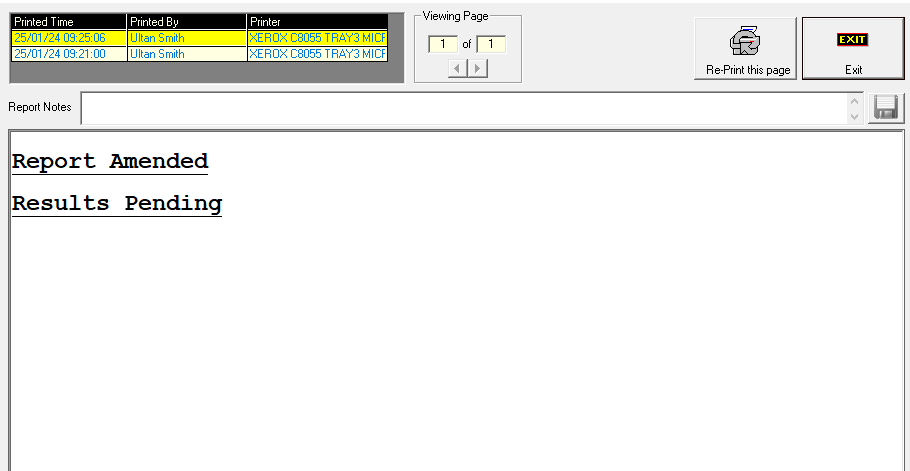 Printed Time Printed By Printer
25/01/24 09:25:06 Ultan Smith XEROX C8055 TRAY3 MICF
25/01/24 09:21:00 Ultan Smith XEROX C8055 TRAY3 MICF
Viewing Page
1 of 1
Re-Print this page
EXIT
Exit
Report Notes
Report Amended
Results Pending